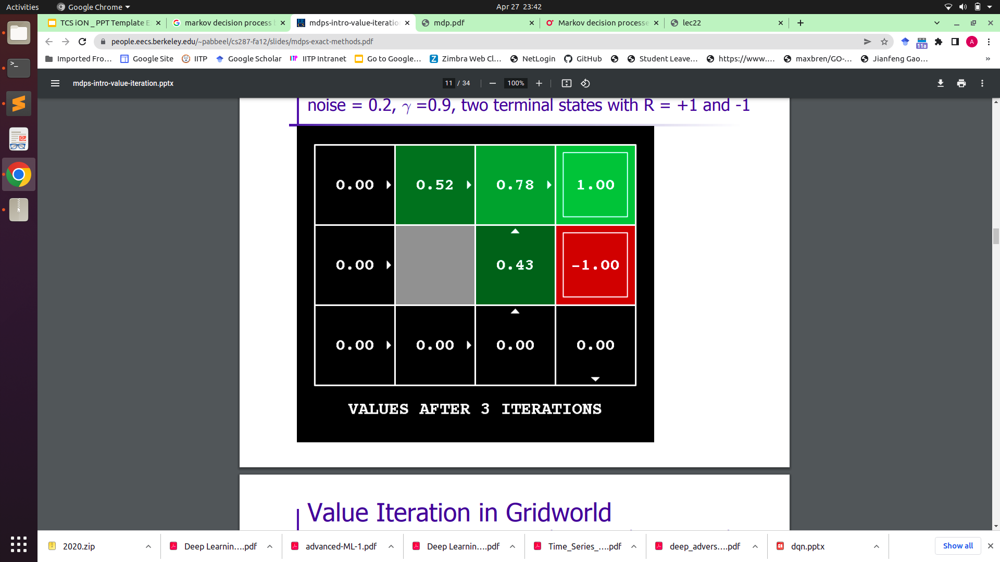 Activities
Google Chrome
Apr 27 23:42
TCS iON _ PPT Template E
markov decision process
mdps-intro-value-iteratio
mdp.pdf
Markov decision processe
lec22
people.eecs.berkeley.edu/~pabbeel/cs287-fa12/slides/mdps-exact-methods.pdf
A
11a
Imported Fro…
Google Site
IITP
Google Scholar
IITP Intranet
Go to Google…
Zimbra Web Cl…
NetLogin
GitHub
Student Leave…
https://www.…
maxbren/GO-…
Jianfeng Gao…
»
mdps-intro-value-iteration.pptx
11 / 34
100%
noise = 0.2, γ =0.9, two terminal states with R = +1 and -1
0.00 0.52 0.78 1.00
0.00 0.43 -1.00
0.00 0.00 0.00 0.00
VALUES AFTER 3 ITERATIONS
Value Iteration in Gridworld
2020.zip
Deep Learnin….pdf
advanced-ML-1.pdf
Deep Learnin….pdf
Time_Series_….pdf
deep_advers….pdf
dqn.pptx
Show all